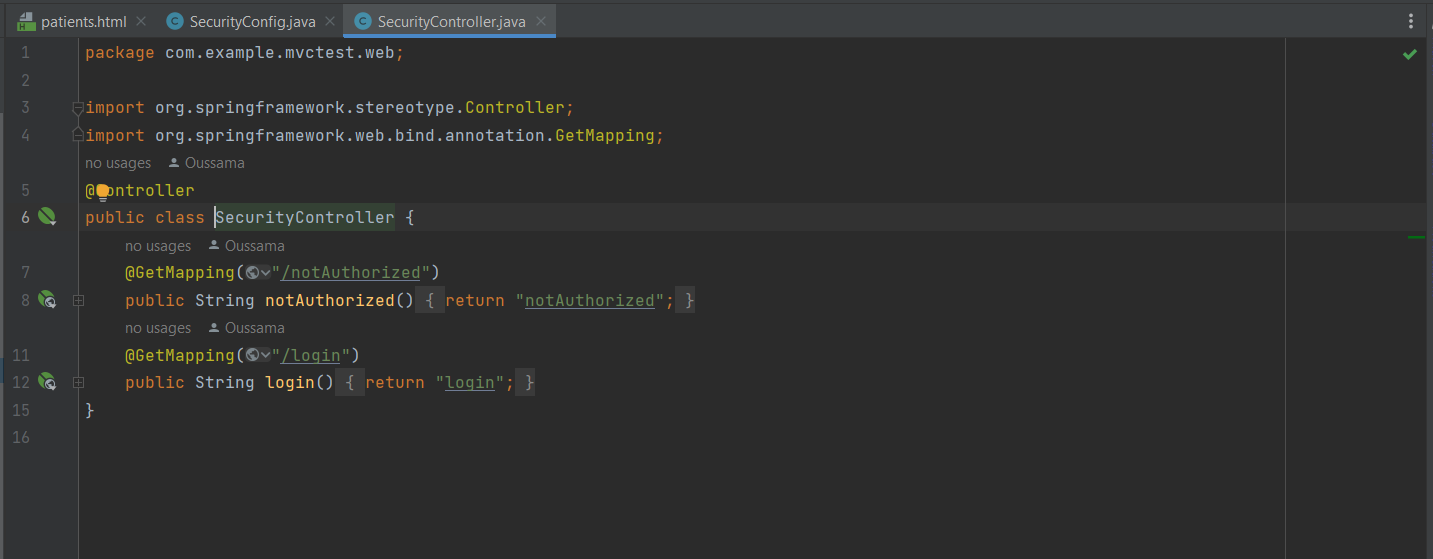 patients.html SecurityConfig.java SecurityController.java
1 package com.example.mvctest.web;
2
3 import org.springframework.stereotype.Controller;
4 import org.springframework.web.bind.annotation.GetMapping;
no usages Oussama
5 @Controller
6 public class SecurityController {
no usages Oussama
7 @GetMapping("/notAuthorized")
8 public String notAuthorized() { return "notAuthorized"; }
no usages Oussama
11 @GetMapping("/login")
12 public String login() { return "login"; }
15 }
16